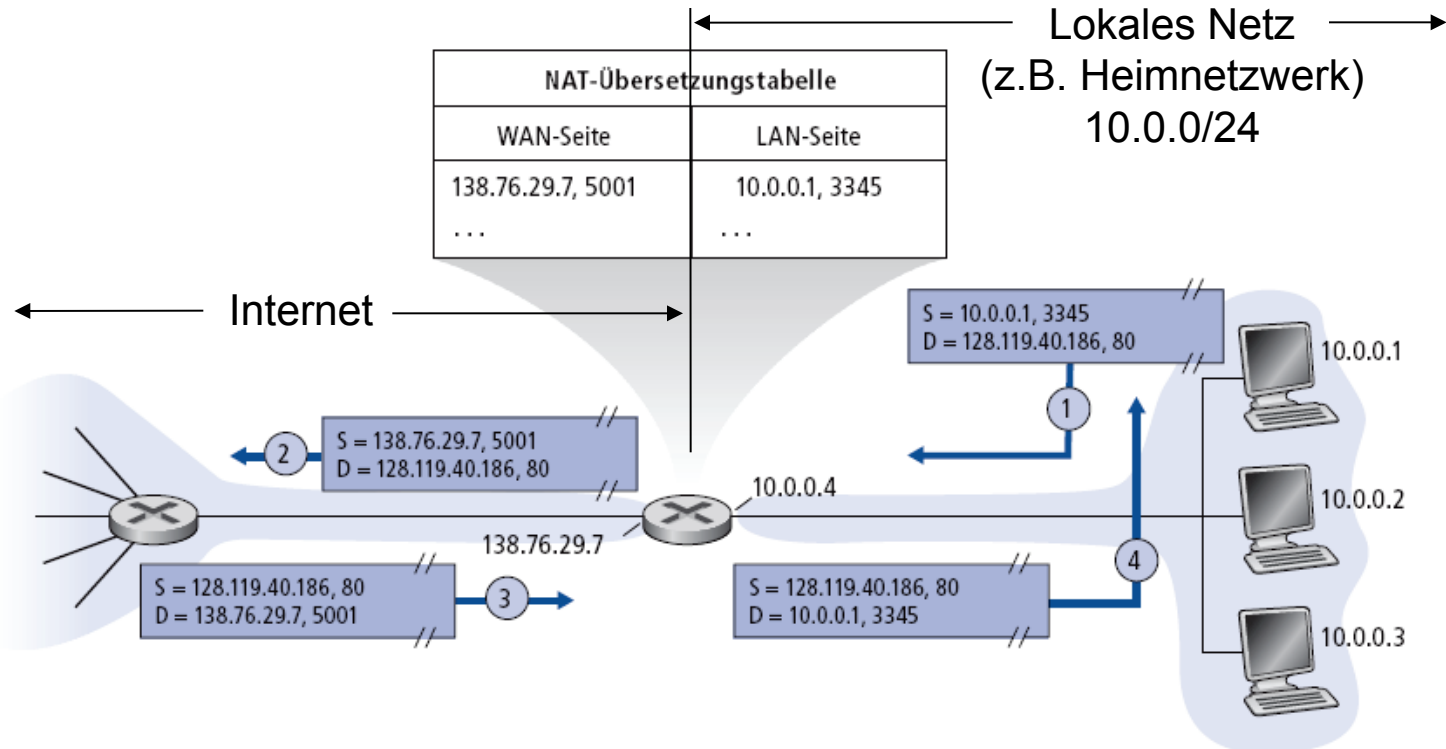 Lokales Netz
(z.B. Heimnetzwerk)
10.0.0/24
NAT-Übersetzungstabelle
WAN-Seite
LAN-Seite
138.76.29.7, 5001
10.0.0.1, 3345
. . .
. . .
Internet
S = 10.0.0.1, 3345
D = 128.119.40.186, 80
10.0.0.1
1
S = 138.76.29.7, 5001
D = 128.119.40.186, 80
2
10.0.0.4
10.0.0.2
138.76.29.7
S = 128.119.40.186, 80
D = 138.76.29.7, 5001
3
S = 128.119.40.186, 80
D = 10.0.0.1, 3345
4
10.0.0.3